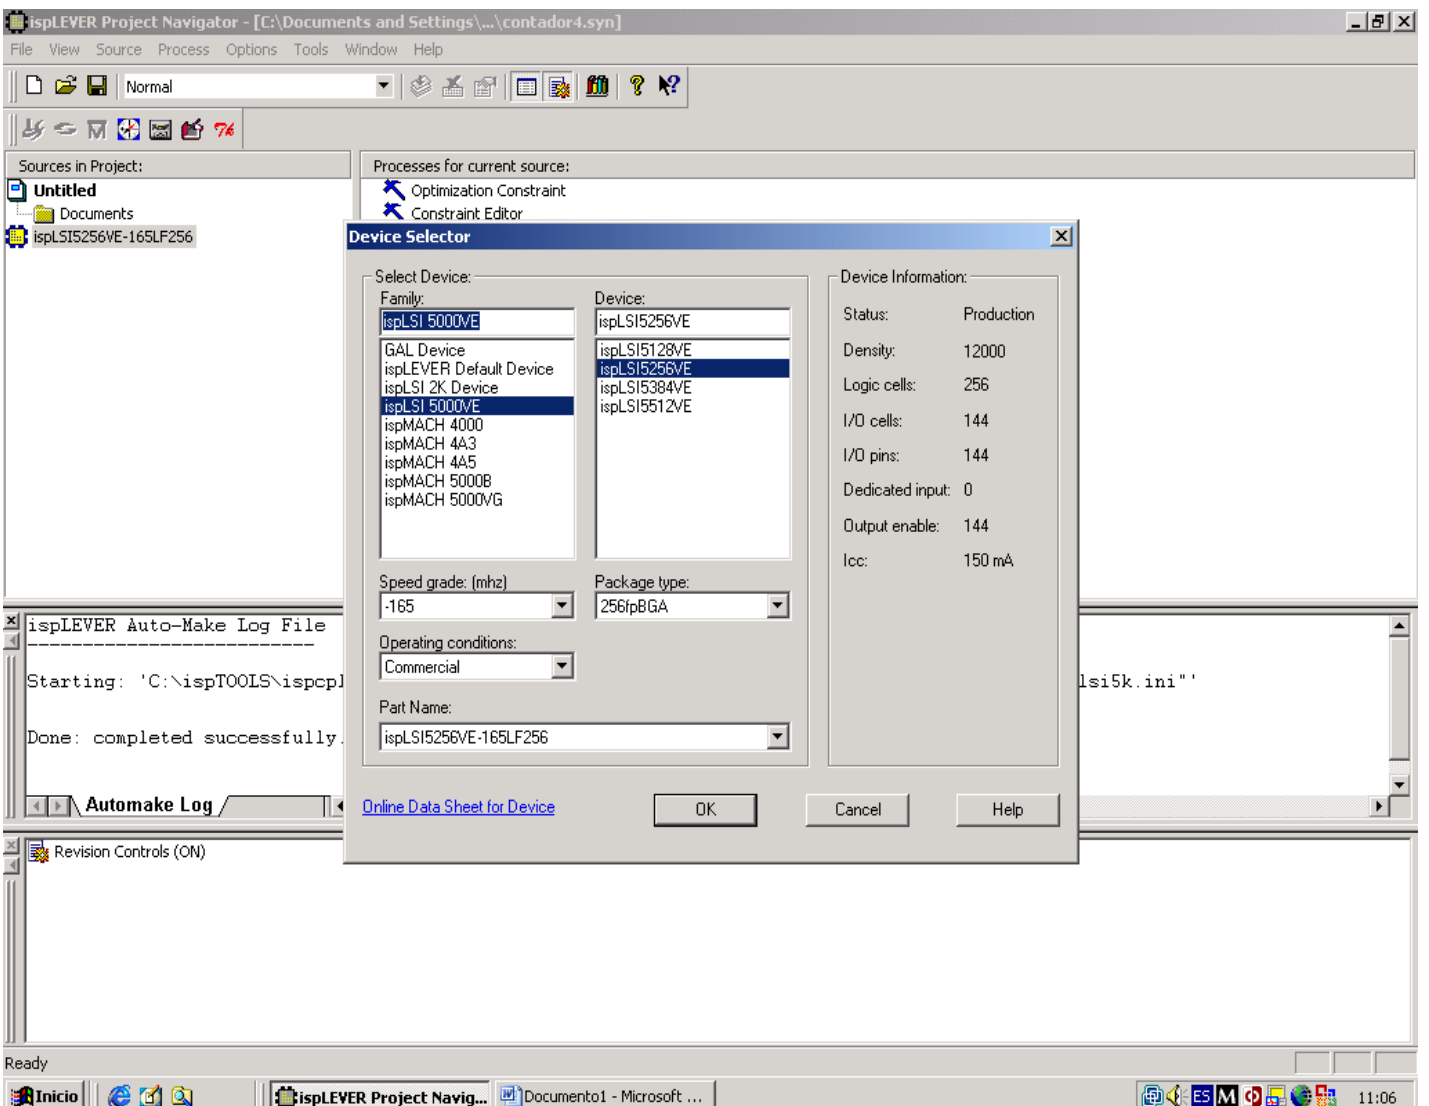 ispLEVER Project Navigator - [C:\Documents and Settings\...\contador4.syn]
File View Source Process Options Tools Window Help
Normal
Sources in Project:
Processes for current source:
Untitled
Documents
ispLSI5256VE-165LF256
Optimization Constraint
Constraint Editor
Device Selector
Select Device:
Family:
Device:
ispLSI 5000VE
ispLSI5256VE
GAL Device
ispLEVER Default Device
ispLSI 2K Device
ispLSI 5000VE
ispMACH 4000
ispMACH 4A3
ispMACH 4A5
ispMACH 5000B
ispMACH 5000VG
ispLSI5128VE
ispLSI5256VE
ispLSI5384VE
ispLSI5512VE
Speed grade: (mhz)
-165
Package type:
256fpBGA
Operating conditions:
Commercial
Part Name:
ispLSI5256VE-165LF256
Device Information:
Status: Production
Density: 12000
Logic cells: 256
I/O cells: 144
I/O pins: 144
Dedicated input: 0
Output enable: 144
Icc: 150 mA
Online Data Sheet for Device
OK
Cancel
Help
ispLEVER Auto-Make Log File
---------------------------
Starting: 'C:\ispTOOLS\ispcpl
lsi5k.ini"'
Done: completed successfully.
Automake Log
Revision Controls (ON)
Ready
Inicio
ispLEVER Project Navig...
Documento1 - Microsoft ...
ES
M
11:06